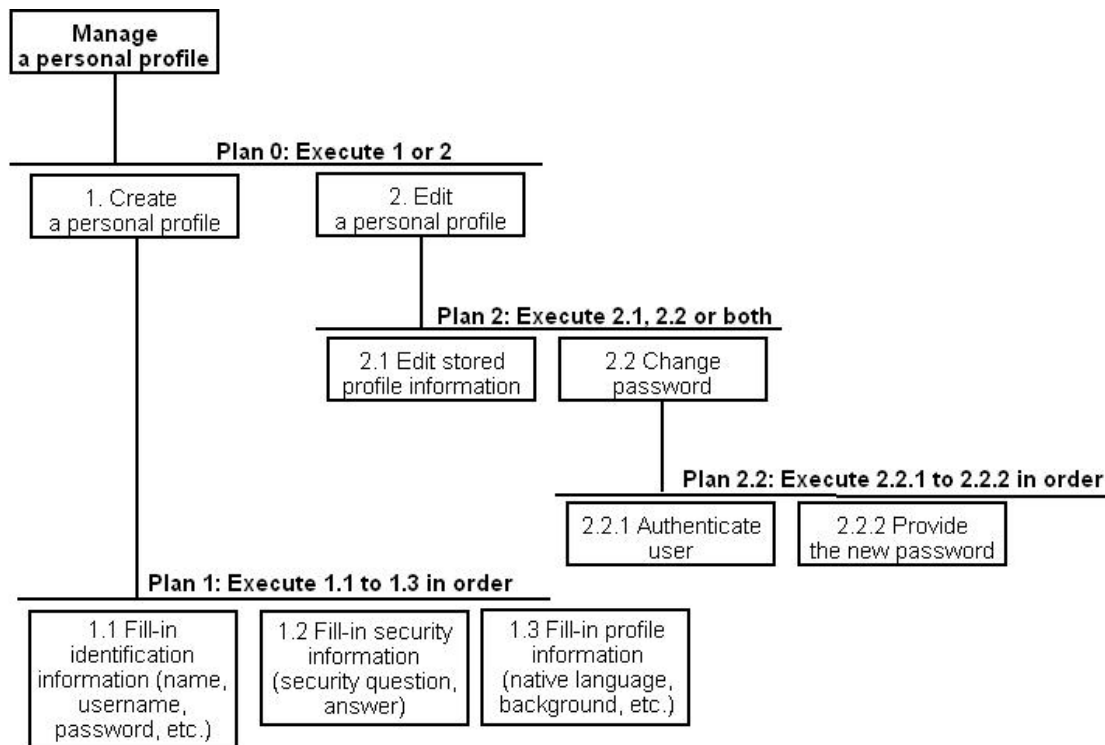 Manage
a personal profile
Plan 0: Execute 1 or 2
1. Create
a personal profile
2. Edit
a personal profile
Plan 2: Execute 2.1, 2.2 or both
2.1 Edit stored
profile information
2.2 Change
password
Plan 2.2: Execute 2.2.1 to 2.2.2 in order
2.2.1 Authenticate
user
2.2.2 Provide
the new password
Plan 1: Execute 1.1 to 1.3 in order
1.1 Fill-in
identification
information (name,
username,
password, etc.)
1.2 Fill-in security
information
(security question,
answer)
1.3 Fill-in profile
information
(native language,
background, etc.)